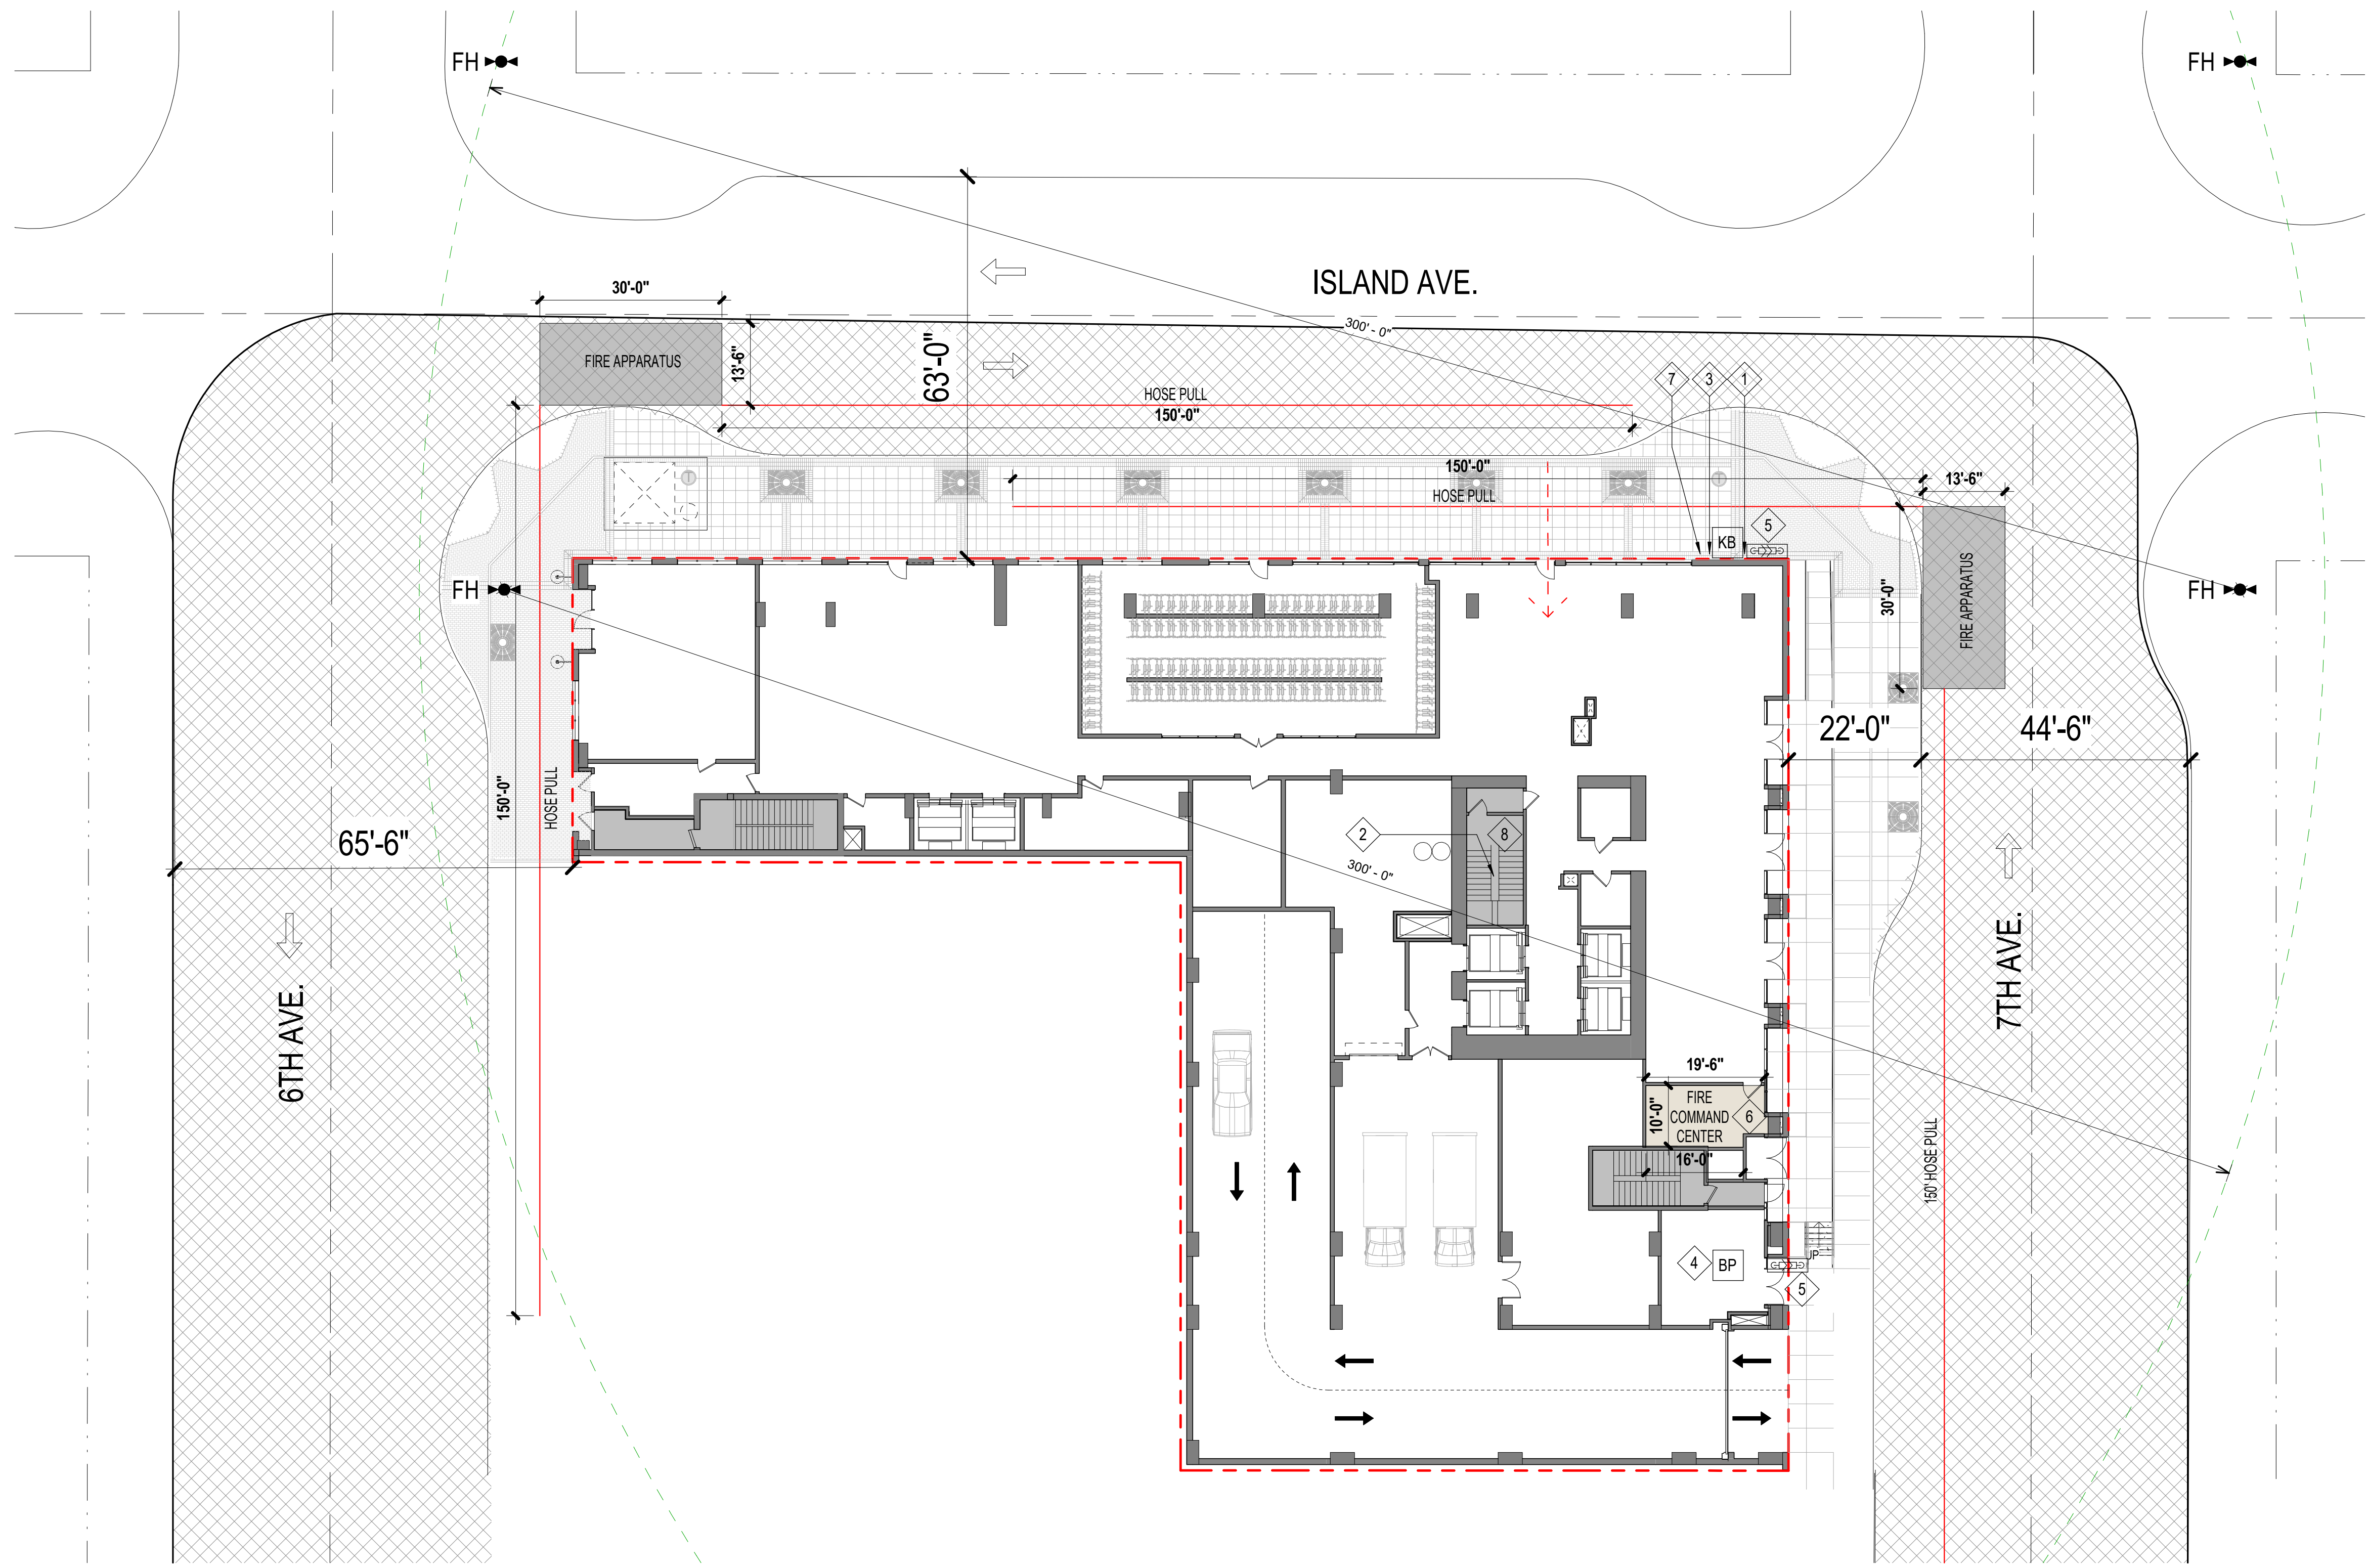 FH
FH
ISLAND AVE.
30'-0"
FIRE APPARATUS
13'-6"
63'-0"
300' - 0"
HOSE PULL
150'-0"
7
3
1
150'-0"
HOSE PULL
13'-6"
KB
5
FH
FH
30'-0"
FIRE APPARATUS
22'-0"
44'-6"
150'-0"
HOSE PULL
65'-6"
2
8
300' - 0"
6TH AVE.
7TH AVE.
19'-6"
10'-0"
FIRE
COMMAND
CENTER
6
16'-0"
150' HOSE PULL
4
BP
UP
5